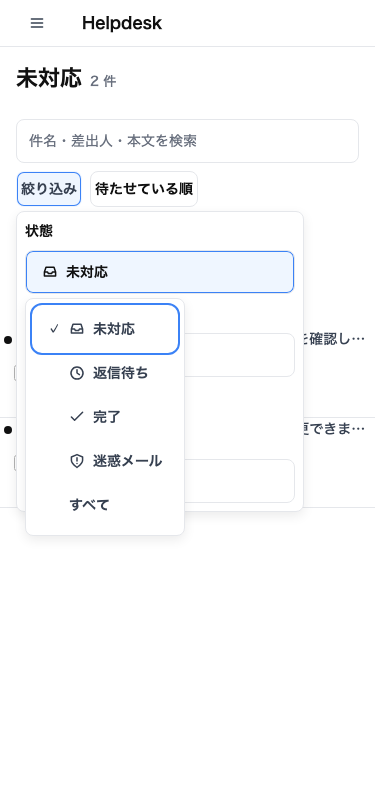 Helpdesk
未対応 2 件
件名・差出人・本文を検索
絞り込み 待たせている順
状態
未対応
✓ 未対応
を確認し…
返信待ち
完了
更できま…
迷惑メール
すべて